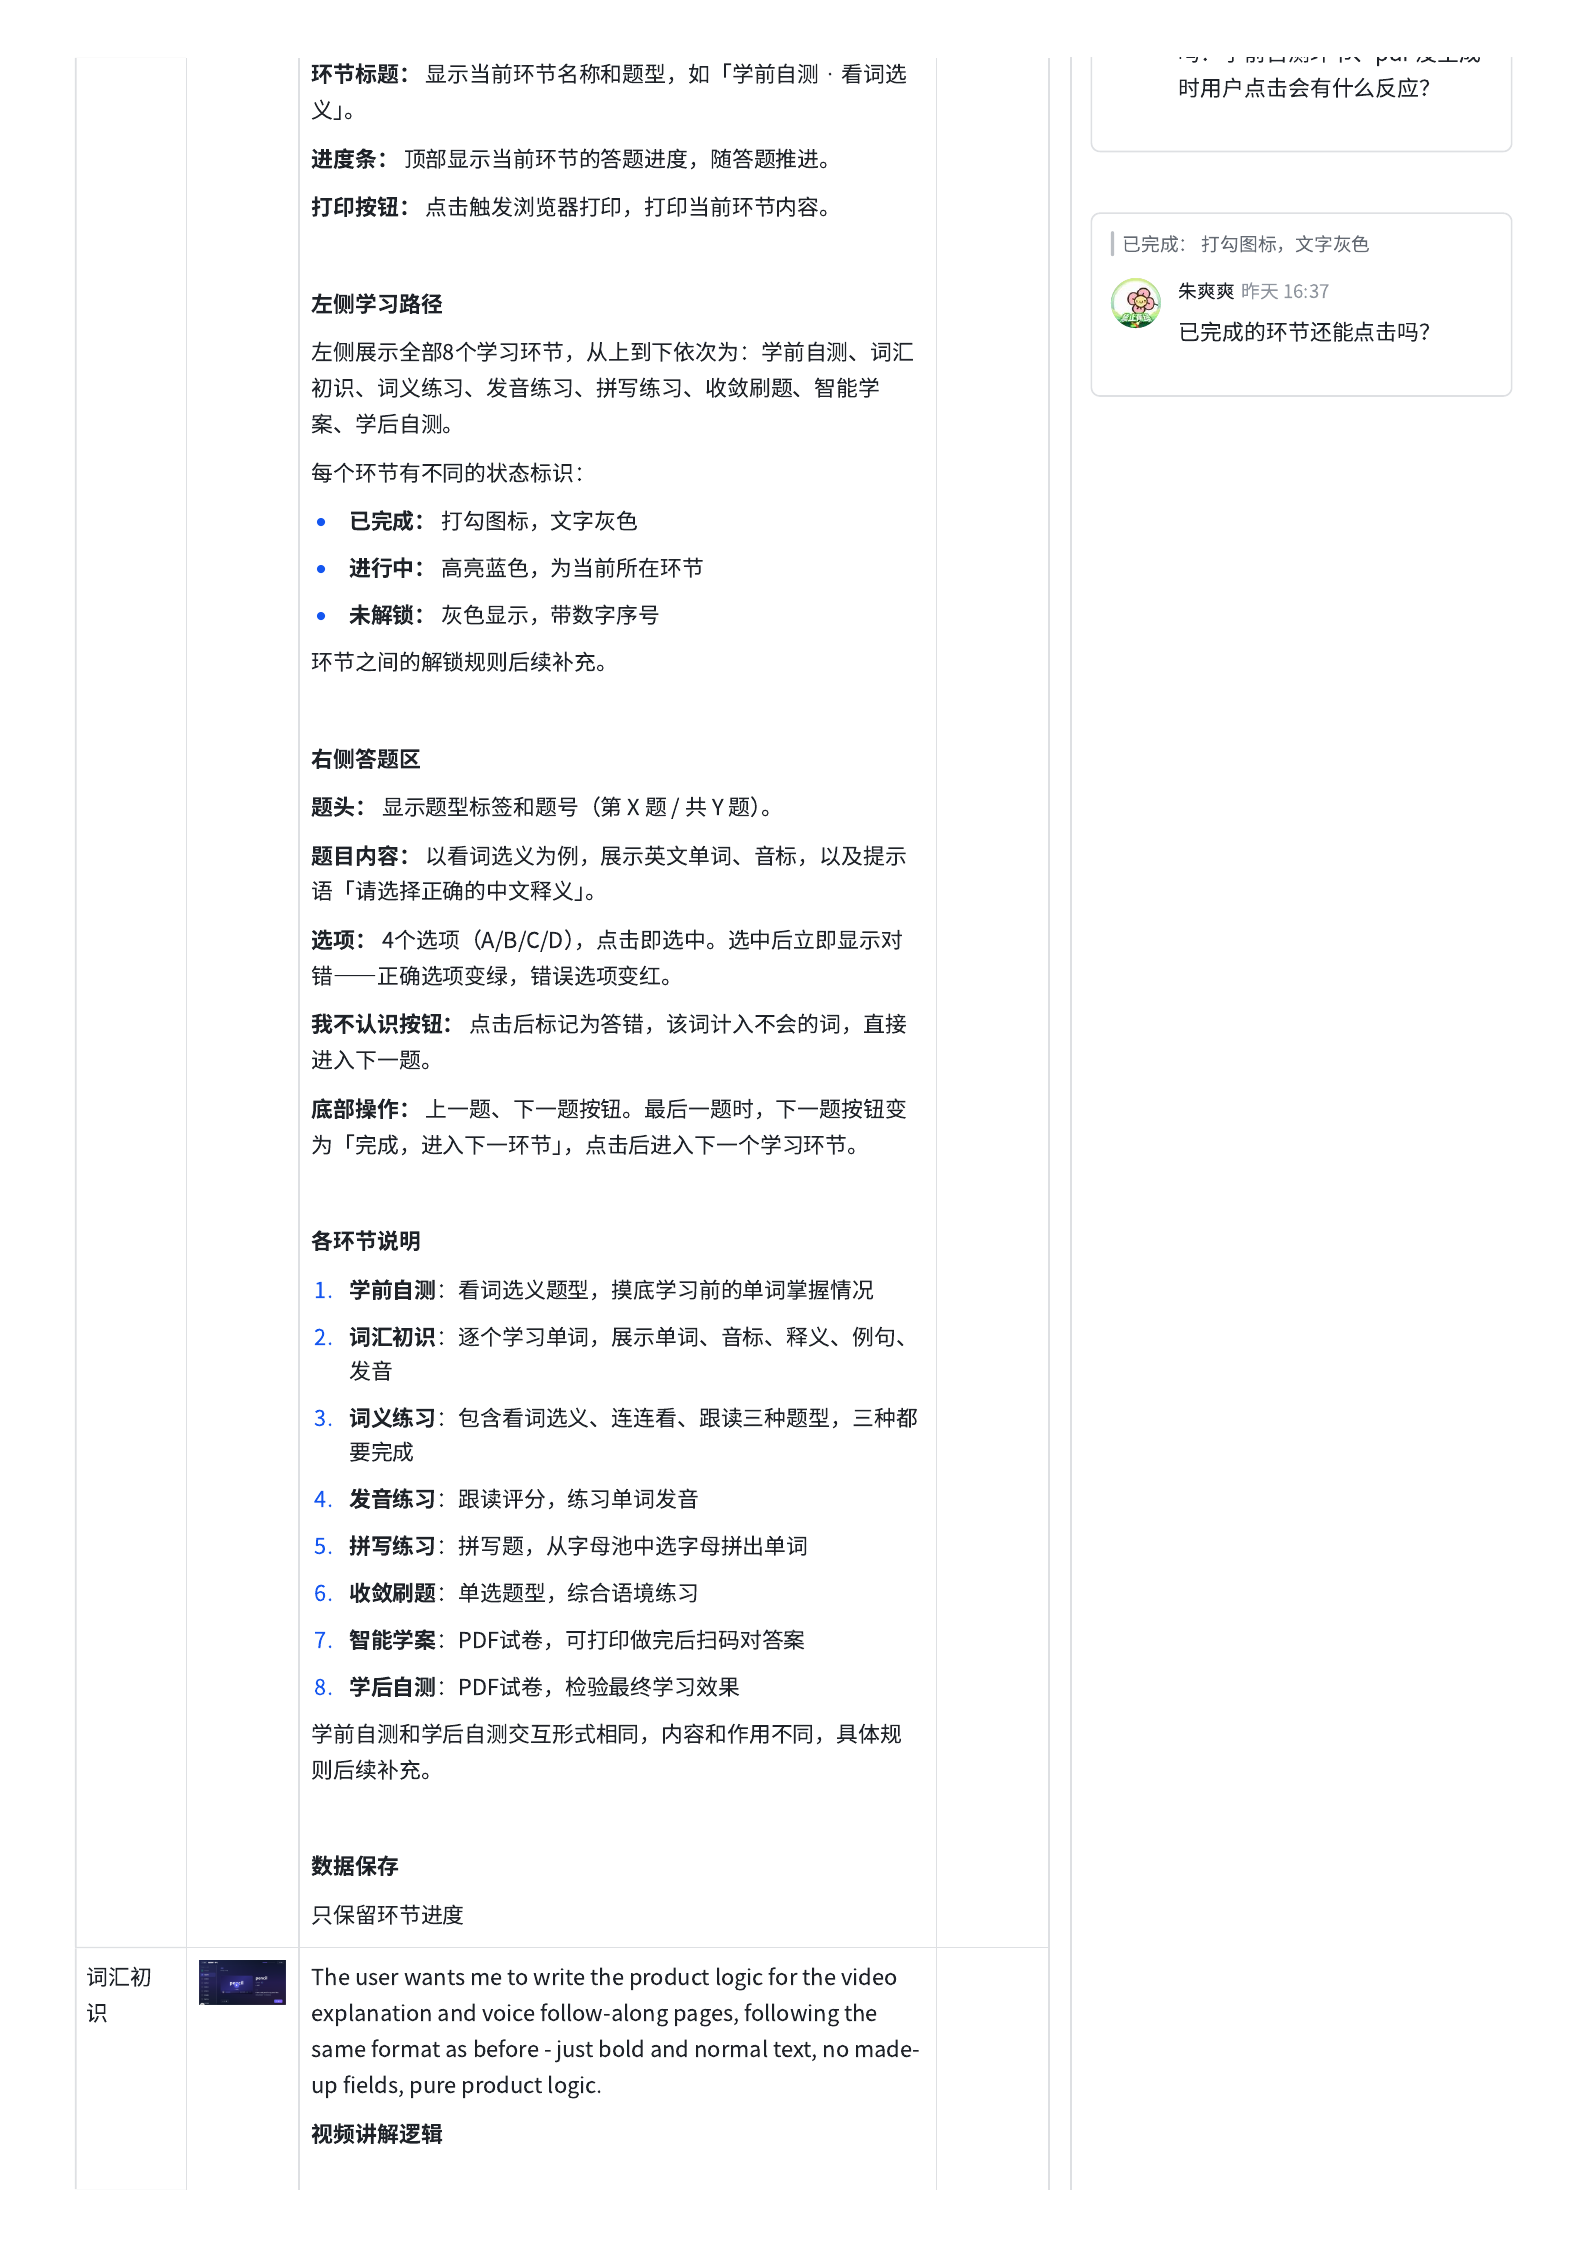 环节标题： 显示当前环节名称和题型，如「学前自测 · 看词选
义」。
进度条： 顶部显示当前环节的答题进度，随答题推进。
打印按钮： 点击触发浏览器打印，打印当前环节内容。
左侧学习路径
左侧展示全部8个学习环节，从上到下依次为：学前自测、词汇
初识、词义练习、发音练习、拼写练习、收敛刷题、智能学
案、学后自测。
每个环节有不同的状态标识：
• 已完成： 打勾图标，文字灰色
• 进行中： 高亮蓝色，为当前所在环节
• 未解锁： 灰色显示，带数字序号
环节之间的解锁规则后续补充。
右侧答题区
题头： 显示题型标签和题号（第 X 题 / 共 Y 题）。
题目内容： 以看词选义为例，展示英文单词、音标，以及提示
语「请选择正确的中文释义」。
选项： 4个选项（A/B/C/D），点击即选中。选中后立即显示对
错——正确选项变绿，错误选项变红。
我不认识按钮： 点击后标记为答错，该词计入不会的词，直接
进入下一题。
底部操作： 上一题、下一题按钮。最后一题时，下一题按钮变
为「完成，进入下一环节」，点击后进入下一个学习环节。
各环节说明
1. 学前自测：看词选义题型，摸底学习前的单词掌握情况
2. 词汇初识：逐个学习单词，展示单词、音标、释义、例句、
发音
3. 词义练习：包含看词选义、连连看、跟读三种题型，三种都
要完成
4. 发音练习：跟读评分，练习单词发音
5. 拼写练习：拼写题，从字母池中选字母拼出单词
6. 收敛刷题：单选题型，综合语境练习
7. 智能学案：PDF试卷，可打印做完后扫码对答案
8. 学后自测：PDF试卷，检验最终学习效果
学前自测和学后自测交互形式相同，内容和作用不同，具体规
则后续补充。
数据保存
只保留环节进度
词汇初
识
pencil
pencil
The user wants me to write the product logic for the video
explanation and voice follow-along pages, following the
same format as before - just bold and normal text, no made-
up fields, pure product logic.
视频讲解逻辑
时用户点击会有什么反应？
已完成： 打勾图标，文字灰色
朱爽爽 昨天 16:37
已完成的环节还能点击吗？